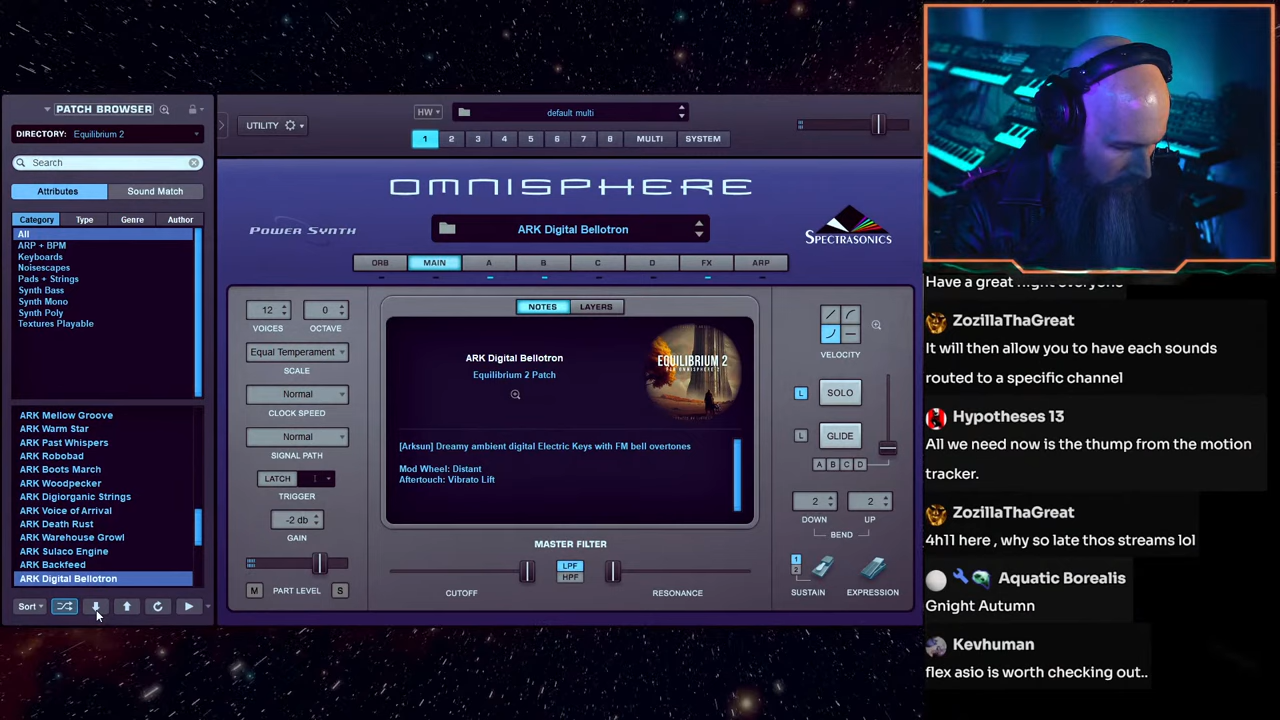 PATCH BROWSER
DIRECTORY: Equilibrium 2
Search
Attributes
Sound Match
Category
Type
Genre
Author
All
ARP + BPM
Keyboards
Noisescapes
Pads + Strings
Synth Bass
Synth Mono
Synth Poly
Textures Playable
ARK Mellow Groove
ARK Warm Star
ARK Past Whispers
ARK Robobad
ARK Boots March
ARK Woodpecker
ARK Digiorganic Strings
ARK Voice of Arrival
ARK Death Rust
ARK Warehouse Growl
ARK Sulaco Engine
ARK Backfeed
ARK Digital Bellotron
Sort
UTILITY
HW
default multi
1 2 3 4 5 6 7 8 MULTI SYSTEM
OMNISPHERE
POWER SYNTH
ARK Digital Bellotron
SPECTRASONICS
ORB MAIN A B C D FX ARP
12
0
VOICES
OCTAVE
Equal Temperament
SCALE
Normal
CLOCK SPEED
Normal
SIGNAL PATH
LATCH
TRIGGER
-2 db
GAIN
M
PART LEVEL
S
NOTES
LAYERS
ARK Digital Bellotron
Equilibrium 2 Patch
EQUILIBRIUM 2
[Arksun] Dreamy ambient digital Electric Keys with FM bell overtones
Mod Wheel: Distant
Aftertouch: Vibrato Lift
MASTER FILTER
LPF
HPF
CUTOFF
RESONANCE
VELOCITY
L
SOLO
L
GLIDE
A B C D
2
2
DOWN
UP
BEND
1
2
SUSTAIN
EXPRESSION
Have a great night everyone
ZozillaThaGreat
It will then allow you to have each sounds
routed to a specific channel
Hypotheses 13
All we need now is the thump from the motion
tracker.
ZozillaThaGreat
4h11 here , why so late thos streams lol
Aquatic Borealis
Gnight Autumn
Kevhuman
flex asio is worth checking out..